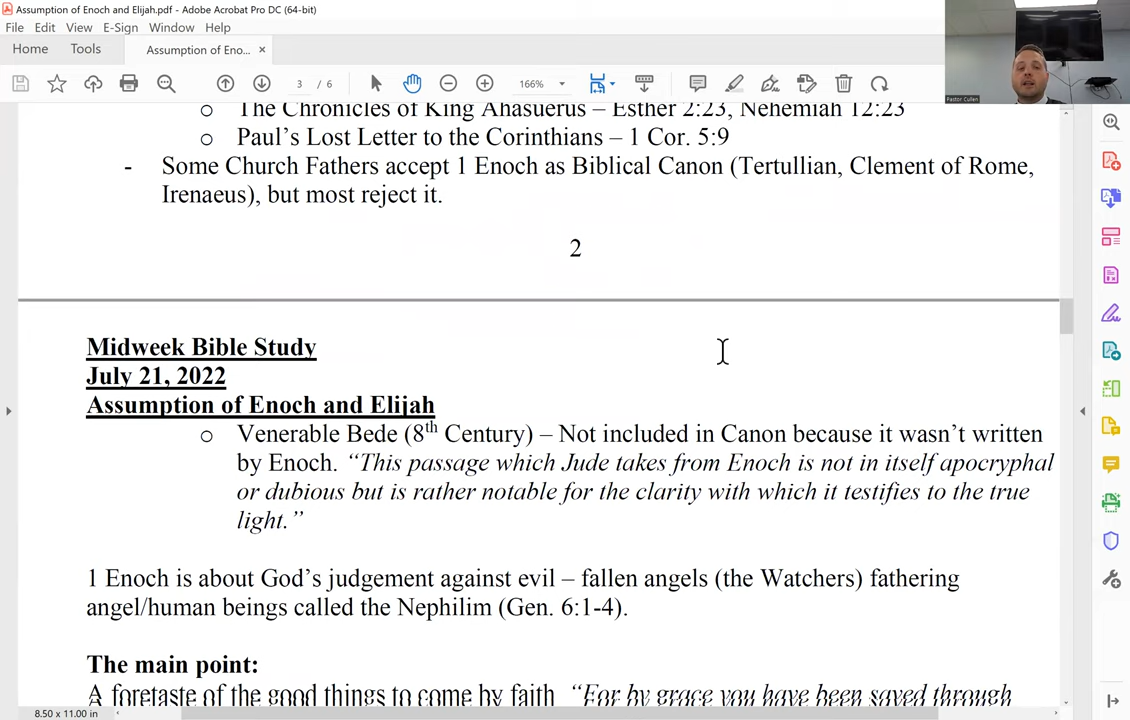 Assumption of Enoch and Elijah.pdf - Adobe Acrobat Pro DC (64-bit)
File Edit View E-Sign Window Help
Home Tools Assumption of Eno... ×
3 / 6 166%
Pastor Cullen
o The Chronicles of King Ahasuerus – Esther 2:23, Nehemiah 12:23
o Paul's Lost Letter to the Corinthians – 1 Cor. 5:9
- Some Church Fathers accept 1 Enoch as Biblical Canon (Tertullian, Clement of Rome,
Irenaeus), but most reject it.
2
Midweek Bible Study
July 21, 2022
Assumption of Enoch and Elijah
o Venerable Bede (8th Century) – Not included in Canon because it wasn't written
by Enoch. “This passage which Jude takes from Enoch is not in itself apocryphal
or dubious but is rather notable for the clarity with which it testifies to the true
light.”
1 Enoch is about God's judgement against evil – fallen angels (the Watchers) fathering
angel/human beings called the Nephilim (Gen. 6:1-4).
The main point:
A foretaste of the good things to come by faith “For by grace you have been saved through
8.50 x 11.00 in